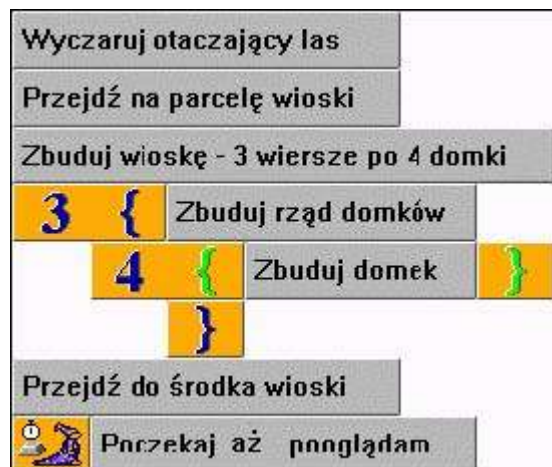 Wyczaruj otaczający las
Przejdź na parcelę wioski
Zbuduj wioskę - 3 wiersze po 4 domki
3 { Zbuduj rząd domków
4 { Zbuduj domek }
}
Przejdź do środka wioski
Poczekaj aż pooglądam